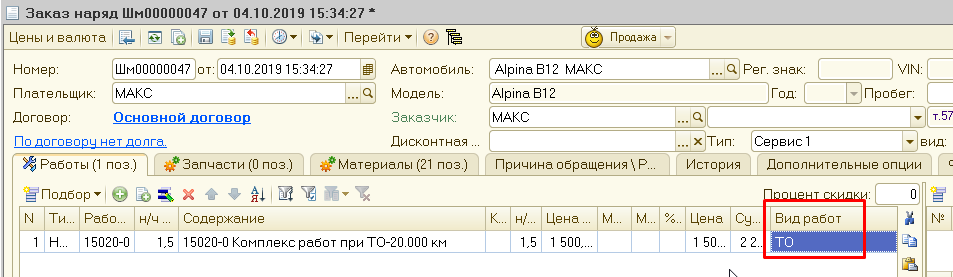 Заказ наряд Шм00000047 от 04.10.2019 15:34:27 *
Цены и валюта Перейти ? Продажа
Номер: Шм00000047 от: 04.10.2019 15:34:27 Автомобиль: Alpina B12 МАКС ... Рег. знак: VIN:
Плательщик: МАКС ... Модель: Alpina B12 Год: Пробег:
Договор: Основной договор Заказчик: МАКС ... т.57
По договору нет долга. Дисконтная ... ... x Тип: Сервис 1 вид:
Работы (1 поз.) Запчасти (0 поз.) Материалы (21 поз.) Причина обращения \ Р... История Дополнительные опции
Подбор Процент скидки: 0
N Ти... Рабо... н/ч ... Содержание К... н/... Цена ... М... М... %.. Цена Су... Вид работ №
1 Н... 15020-0 1,5 15020-0 Комплекс работ при ТО-20.000 км 1,5 1 500,... 1 50... 2 2... ТО